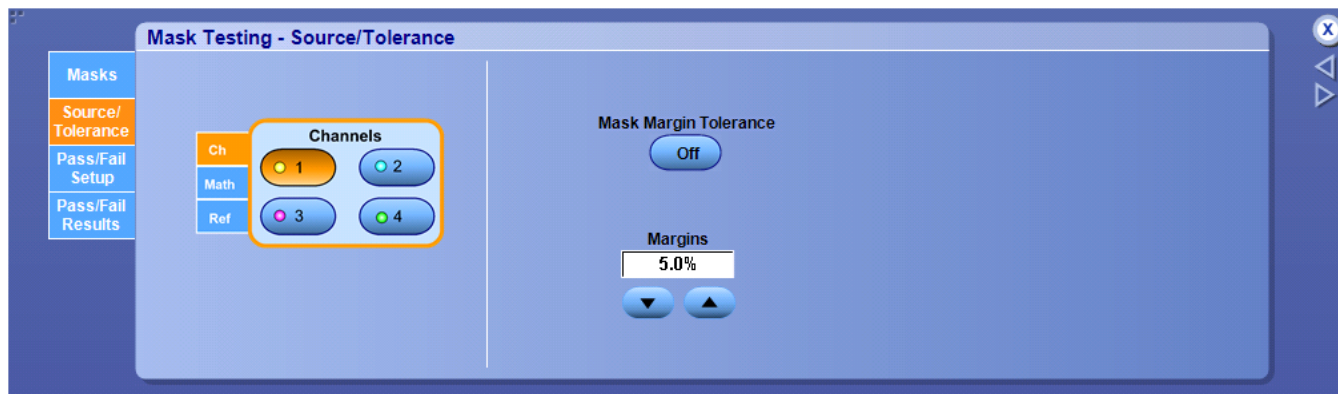 Mask Testing - Source/Tolerance
X
Masks
Source/
Tolerance
Pass/Fail
Setup
Pass/Fail
Results
Ch
Math
Ref
Channels
1
2
3
4
Mask Margin Tolerance
Off
Margins
5.0%